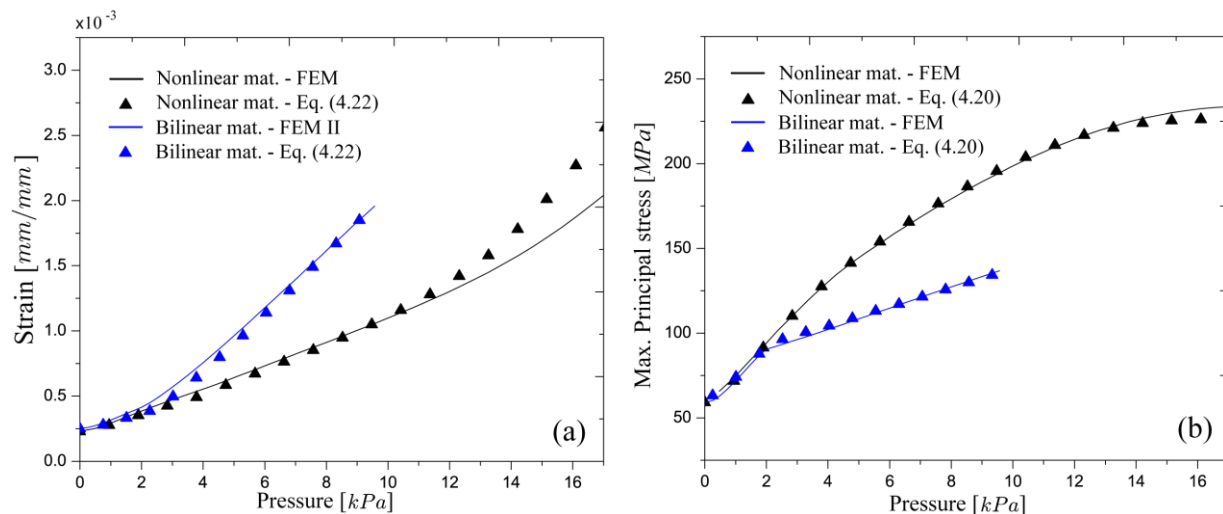 ×10⁻³
3.0
2.5
2.0
1.5
1.0
0.5
0.0
Strain [mm/mm]
Nonlinear mat. - FEM
Nonlinear mat. - Eq. (4.22)
Bilinear mat. - FEM II
Bilinear mat. - Eq. (4.22)
(a)
0 2 4 6 8 10 12 14 16
Pressure [kPa]
250
200
150
100
50
0
Max. Principal stress [MPa]
Nonlinear mat. - FEM
Nonlinear mat. - Eq. (4.20)
Bilinear mat. - FEM
Bilinear mat. - Eq. (4.20)
(b)
0 2 4 6 8 10 12 14 16
Pressure [kPa]